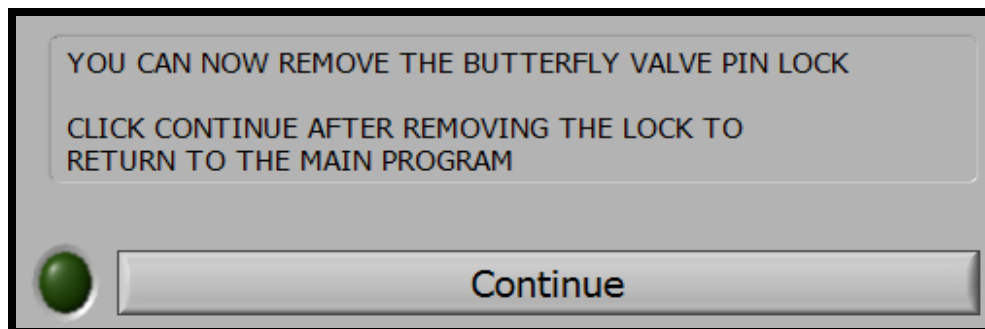 YOU CAN NOW REMOVE THE BUTTERFLY VALVE PIN LOCK
CLICK CONTINUE AFTER REMOVING THE LOCK TO
RETURN TO THE MAIN PROGRAM
Continue